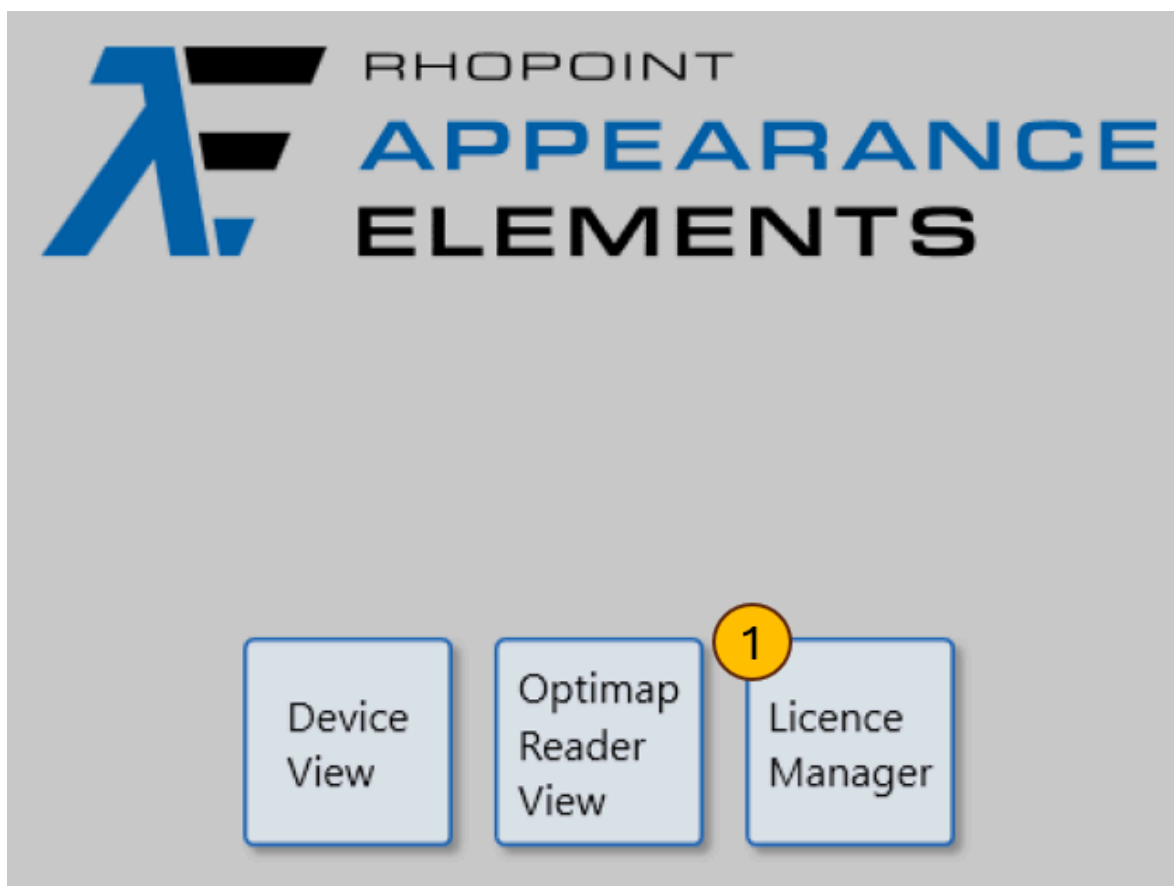 RHOPOINT
APPEARANCE
ELEMENTS
1
Device
View
Optimap
Reader
View
Licence
Manager